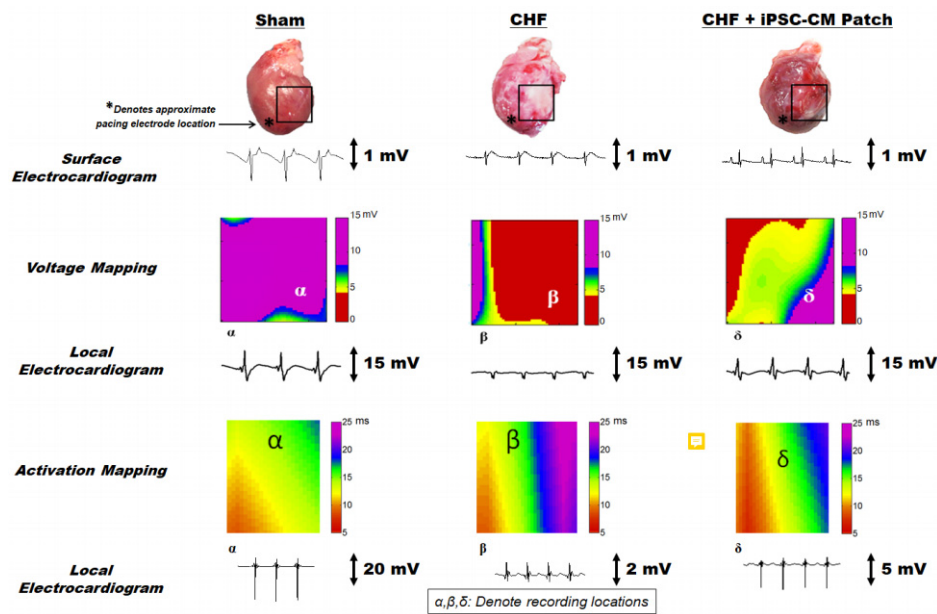 Sham
CHF
CHF + iPSC-CM Patch
*Denotes approximate
pacing electrode location
*
*
*
Surface
Electrocardiogram
1 mV
1 mV
1 mV
Voltage Mapping
15 mV
10
5
0
α
15 mV
10
5
0
β
15 mV
10
5
0
δ
α
β
δ
Local
Electrocardiogram
15 mV
15 mV
15 mV
Activation Mapping
25 ms
20
15
10
5
α
25 ms
20
15
10
5
β
25 ms
20
15
10
5
δ
α
β
δ
Local
Electrocardiogram
20 mV
2 mV
5 mV
α,β,δ: Denote recording locations